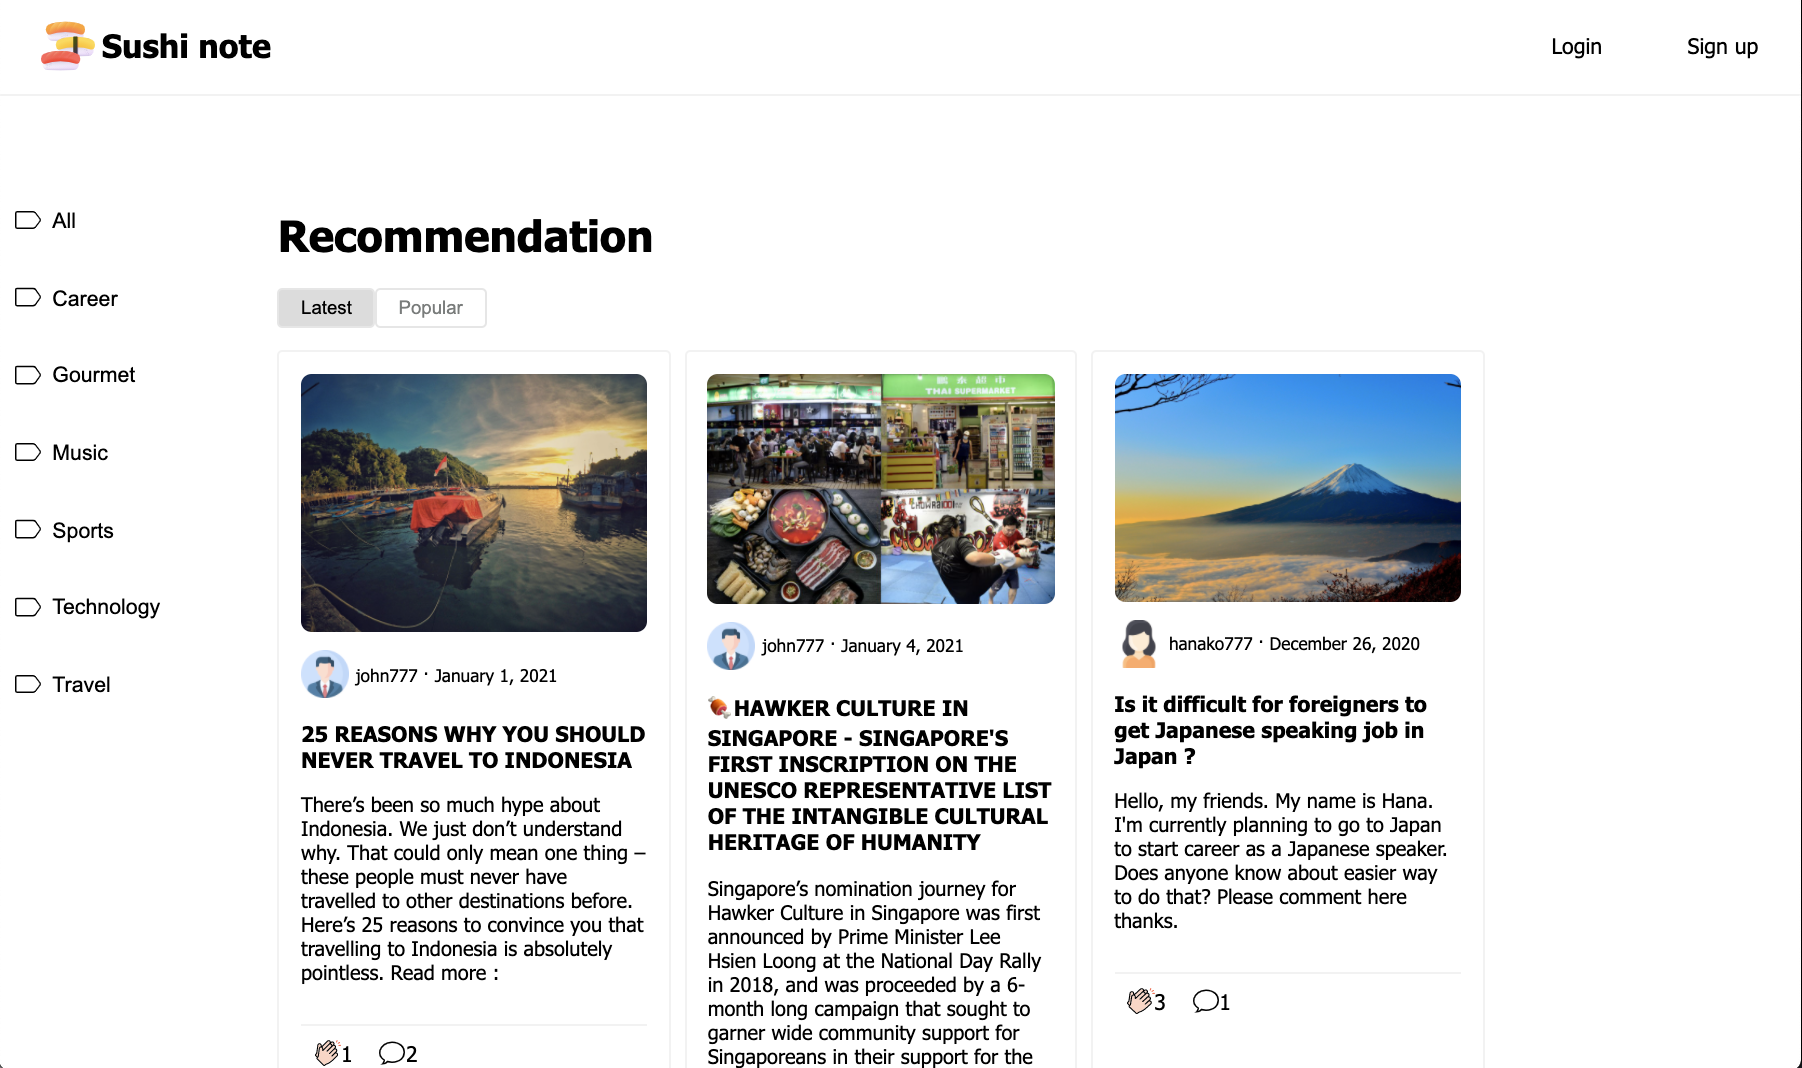 Sushi note
Login
Sign up
All
Career
Gourmet
Music
Sports
Technology
Travel
Recommendation
Latest
Popular
THAI SUPERMARKET
john777 · January 1, 2021
25 REASONS WHY YOU SHOULD
NEVER TRAVEL TO INDONESIA
There’s been so much hype about
Indonesia. We just don’t understand
why. That could only mean one thing –
these people must never have
travelled to other destinations before.
Here’s 25 reasons to convince you that
travelling to Indonesia is absolutely
pointless. Read more :
1
2
john777 · January 4, 2021
🍖HAWKER CULTURE IN
SINGAPORE - SINGAPORE'S
FIRST INSCRIPTION ON THE
UNESCO REPRESENTATIVE LIST
OF THE INTANGIBLE CULTURAL
HERITAGE OF HUMANITY
Singapore’s nomination journey for
Hawker Culture in Singapore was first
announced by Prime Minister Lee
Hsien Loong at the National Day Rally
in 2018, and was proceeded by a 6-
month long campaign that sought to
garner wide community support for
Singaporeans in their support for the
hanako777 · December 26, 2020
Is it difficult for foreigners to
get Japanese speaking job in
Japan ?
Hello, my friends. My name is Hana.
I'm currently planning to go to Japan
to start career as a Japanese speaker.
Does anyone know about easier way
to do that? Please comment here
thanks.
3
1